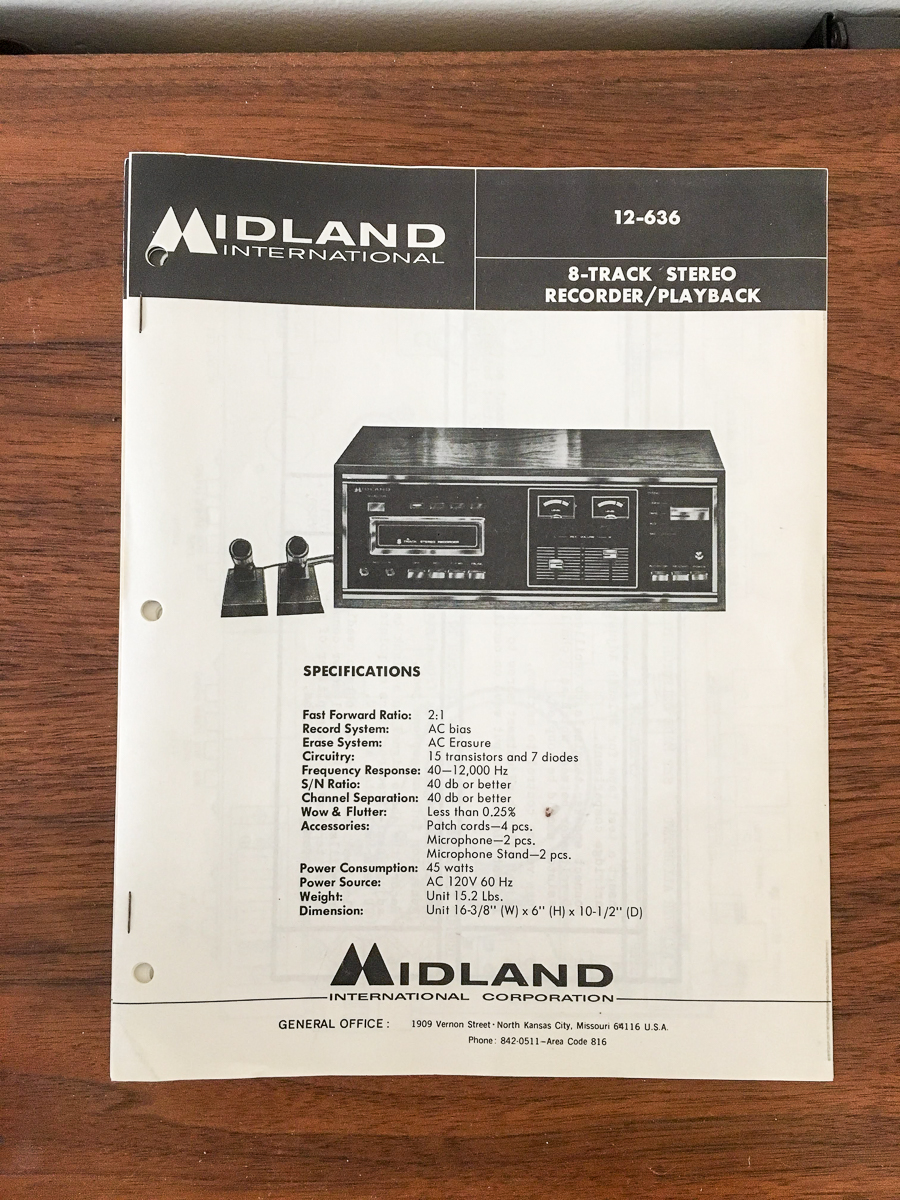 MIDLAND
INTERNATIONAL
12-636
8-TRACK STEREO
RECORDER/PLAYBACK
MIDLAND
8 TRACK STEREO RECORDER
SPECIFICATIONS
Fast Forward Ratio: 2:1
Record System: AC bias
Erase System: AC Erasure
Circuitry: 15 transistors and 7 diodes
Frequency Response: 40—12,000 Hz
S/N Ratio: 40 db or better
Channel Separation: 40 db or better
Wow & Flutter: Less than 0.25%
Accessories: Patch cords—4 pcs.
Microphone—2 pcs.
Microphone Stand—2 pcs.
Power Consumption: 45 watts
Power Source: AC 120V 60 Hz
Weight: Unit 15.2 Lbs.
Dimension: Unit 16-3/8" (W) x 6" (H) x 10-1/2" (D)
MIDLAND
INTERNATIONAL CORPORATION
GENERAL OFFICE: 1909 Vernon Street · North Kansas City, Missouri 64116 U.S.A.
Phone: 842-0511—Area Code 816